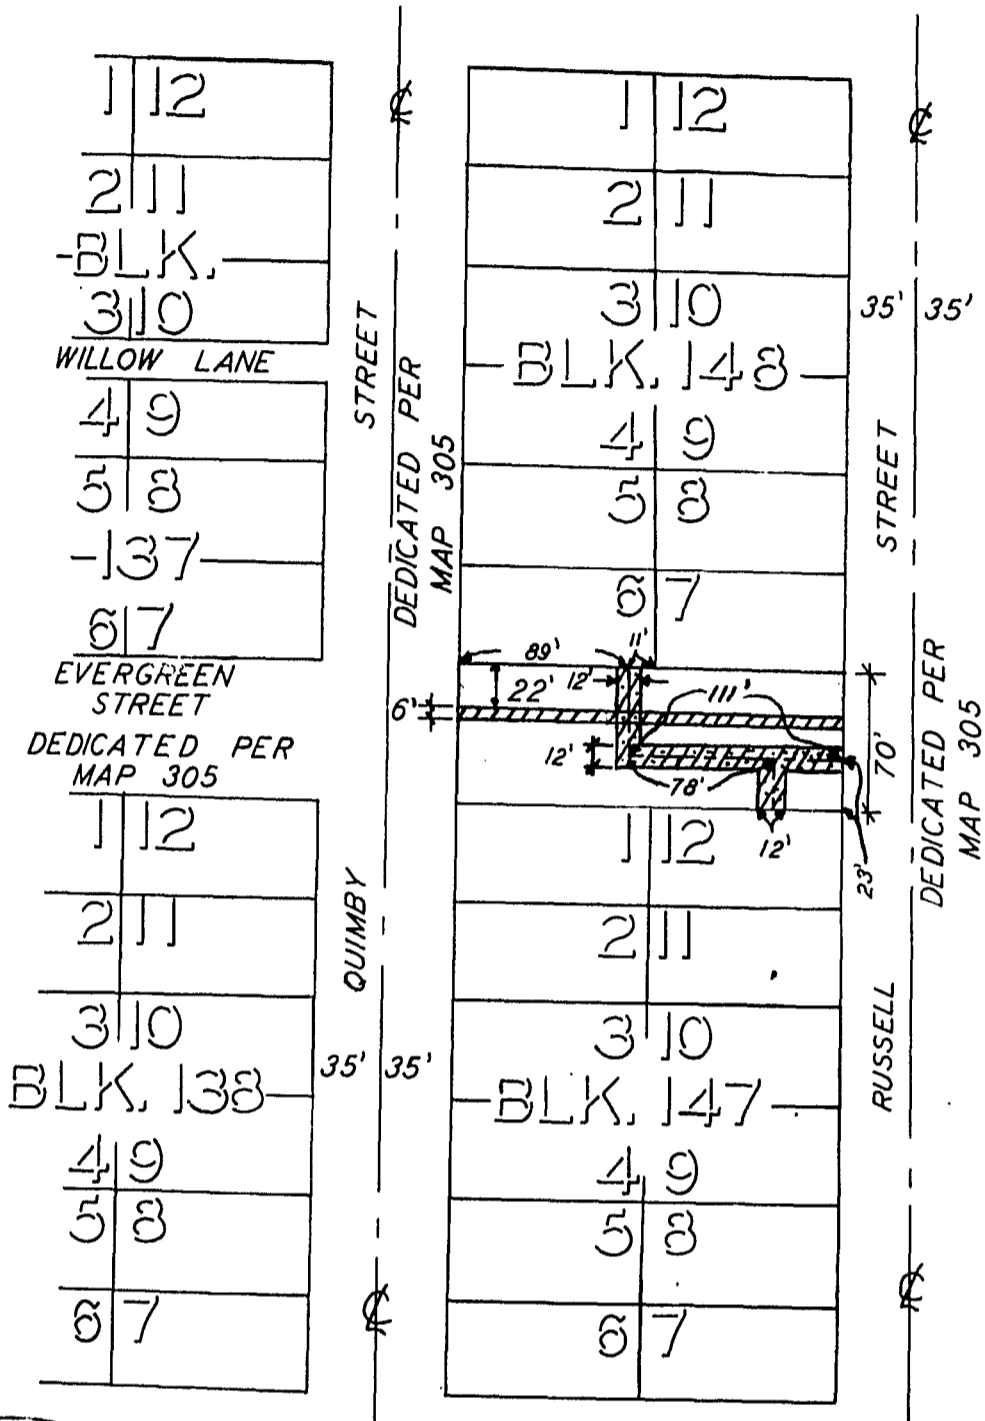 1 12
2 11
BLK.
3 10
WILLOW LANE
4 9
5 8
137
6 7
EVERGREEN
STREET
DEDICATED PER
MAP 305
1 12
2 11
3 10
BLK. 138
4 9
5 8
6 7
QUIMBY STREET
DEDICATED PER
MAP 305
35' 35'
1 12
2 11
3 10
BLK. 148
4 9
5 8
6 7
89'
11'
12'
22'
6'
111'
12'
78'
12'
70'
23'
1 12
2 11
3 10
BLK. 147
4 9
5 8
6 7
35' 35'
RUSSELL STREET
DEDICATED PER
MAP 305